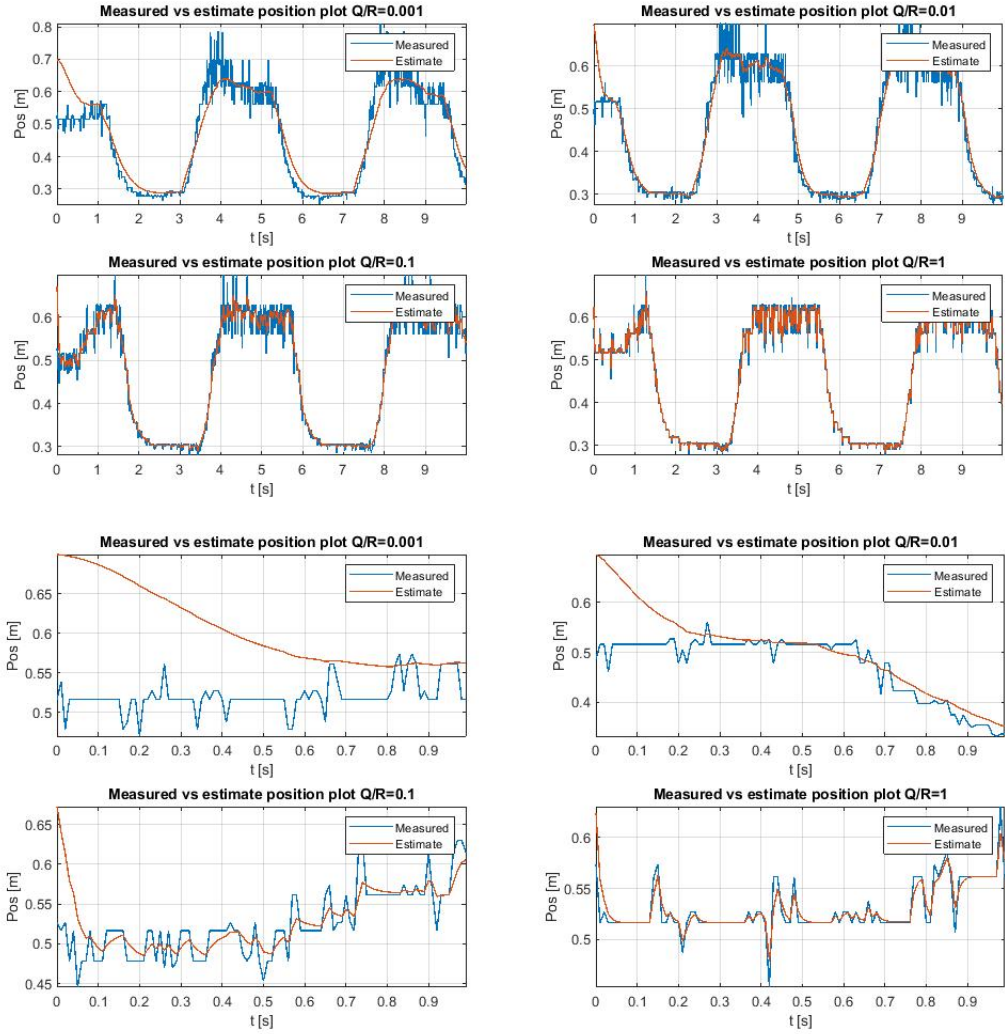 Measured vs estimate position plot Q/R=0.001
0.8
0.7
0.6
0.5
0.4
0.3
Pos [m]
Measured
Estimate
0 1 2 3 4 5 6 7 8 9
t [s]
Measured vs estimate position plot Q/R=0.01
0.6
0.5
0.4
0.3
Pos [m]
Measured
Estimate
0 1 2 3 4 5 6 7 8 9
t [s]
Measured vs estimate position plot Q/R=0.1
0.6
0.5
0.4
0.3
Pos [m]
Measured
Estimate
0 1 2 3 4 5 6 7 8 9
t [s]
Measured vs estimate position plot Q/R=1
0.6
0.5
0.4
0.3
Pos [m]
Measured
Estimate
0 1 2 3 4 5 6 7 8 9
t [s]
Measured vs estimate position plot Q/R=0.001
0.65
0.6
0.55
0.5
Pos [m]
Measured
Estimate
0 0.1 0.2 0.3 0.4 0.5 0.6 0.7 0.8 0.9
t [s]
Measured vs estimate position plot Q/R=0.01
0.6
0.5
0.4
Pos [m]
Measured
Estimate
0 0.1 0.2 0.3 0.4 0.5 0.6 0.7 0.8 0.9
t [s]
Measured vs estimate position plot Q/R=0.1
0.65
0.6
0.55
0.5
0.45
Pos [m]
Measured
Estimate
0 0.1 0.2 0.3 0.4 0.5 0.6 0.7 0.8 0.9
t [s]
Measured vs estimate position plot Q/R=1
0.6
0.55
0.5
Pos [m]
Measured
Estimate
0 0.1 0.2 0.3 0.4 0.5 0.6 0.7 0.8 0.9
t [s]